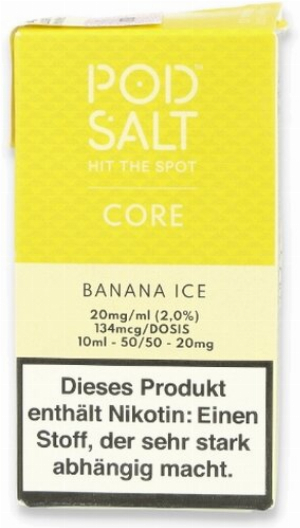 POD™
SALT
HIT THE SPOT
CORE
BANANA ICE
20mg/ml (2,0%)
134mcg/DOSIS
10ml - 50/50 - 20mg
Dieses Produkt
enthält Nikotin: Einen
Stoff, der sehr stark
abhängig macht.